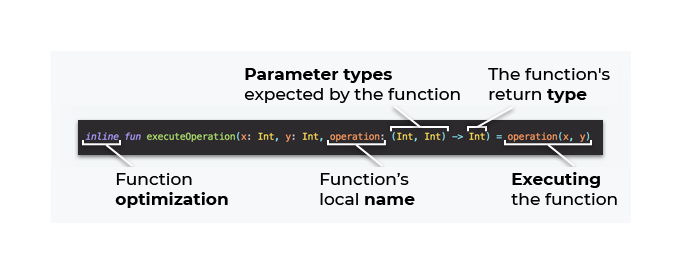 Parameter types
expected by the function
The function's
return type
inline fun executeOperation(x: Int, y: Int, operation: (Int, Int) -> Int) = operation(x, y)
Function
optimization
Function’s
local name
Executing
the function